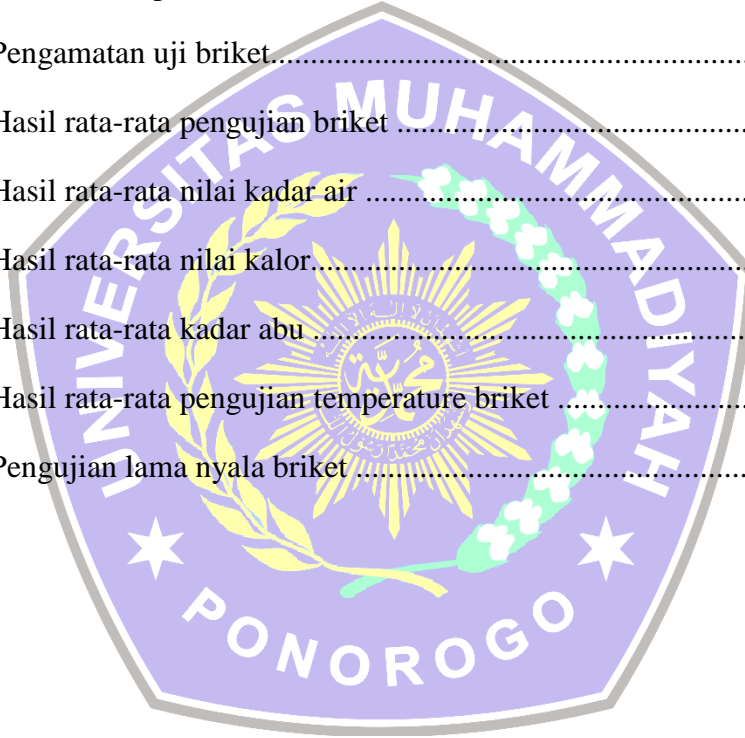 Pengamatan uji briket..............................................................
Hasil rata-rata pengujian briket ..............................................
Hasil rata-rata nilai kadar air ..................................................
Hasil rata-rata nilai kalor.........................................................
Hasil rata-rata kadar abu ........................................................
Hasil rata-rata pengujian temperature briket ..........................
Pengujian lama nyala briket ....................................................
UNIVERSITAS MUHAMMADIYAH
PONOROGO